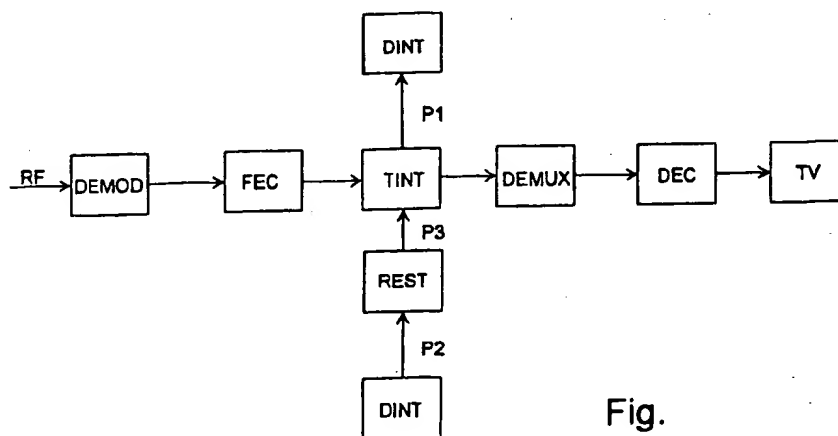 DINT
P1
RF
DEMOD
FEC
TINT
DEMUX
DEC
TV
P3
REST
P2
DINT
Fig.